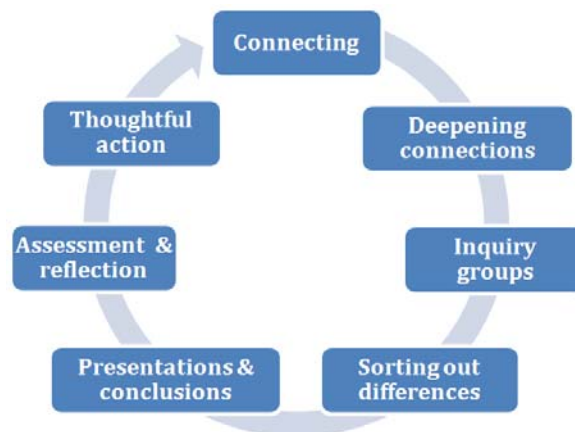 Connecting
Deepening
connections
Inquiry
groups
Sorting out
differences
Presentations &
conclusions
Assessment &
reflection
Thoughtful
action